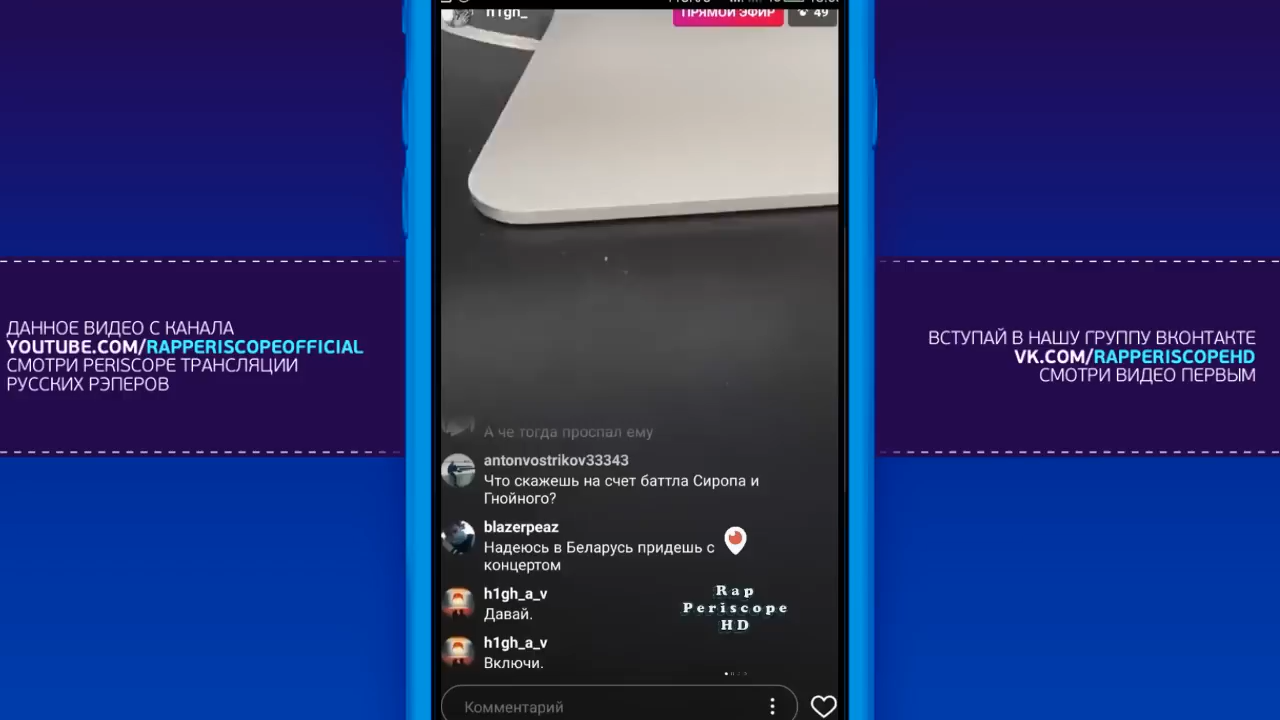 h1gh_
ПРЯМОЙ ЭФИР
49
ДАННОЕ ВИДЕО С КАНАЛА
YOUTUBE.COM/RAPPERISCOPEOFFICIAL
СМОТРИ PERISCOPE ТРАНСЛЯЦИИ
РУССКИХ РЭПЕРОВ
ВСТУПАЙ В НАШУ ГРУППУ ВКОНТАКТЕ
VK.COM/RAPPERISCOPEHD
СМОТРИ ВИДЕО ПЕРВЫМ
А че тогда проспал ему
antonvostrikov33343
Что скажешь на счет баттла Сиропа и
Гнойного?
blazerpeaz
Надеюсь в Беларусь придешь с
концертом
h1gh_a_v
Давай.
h1gh_a_v
Включи.
Rap
Periscope
HD
Комментарий